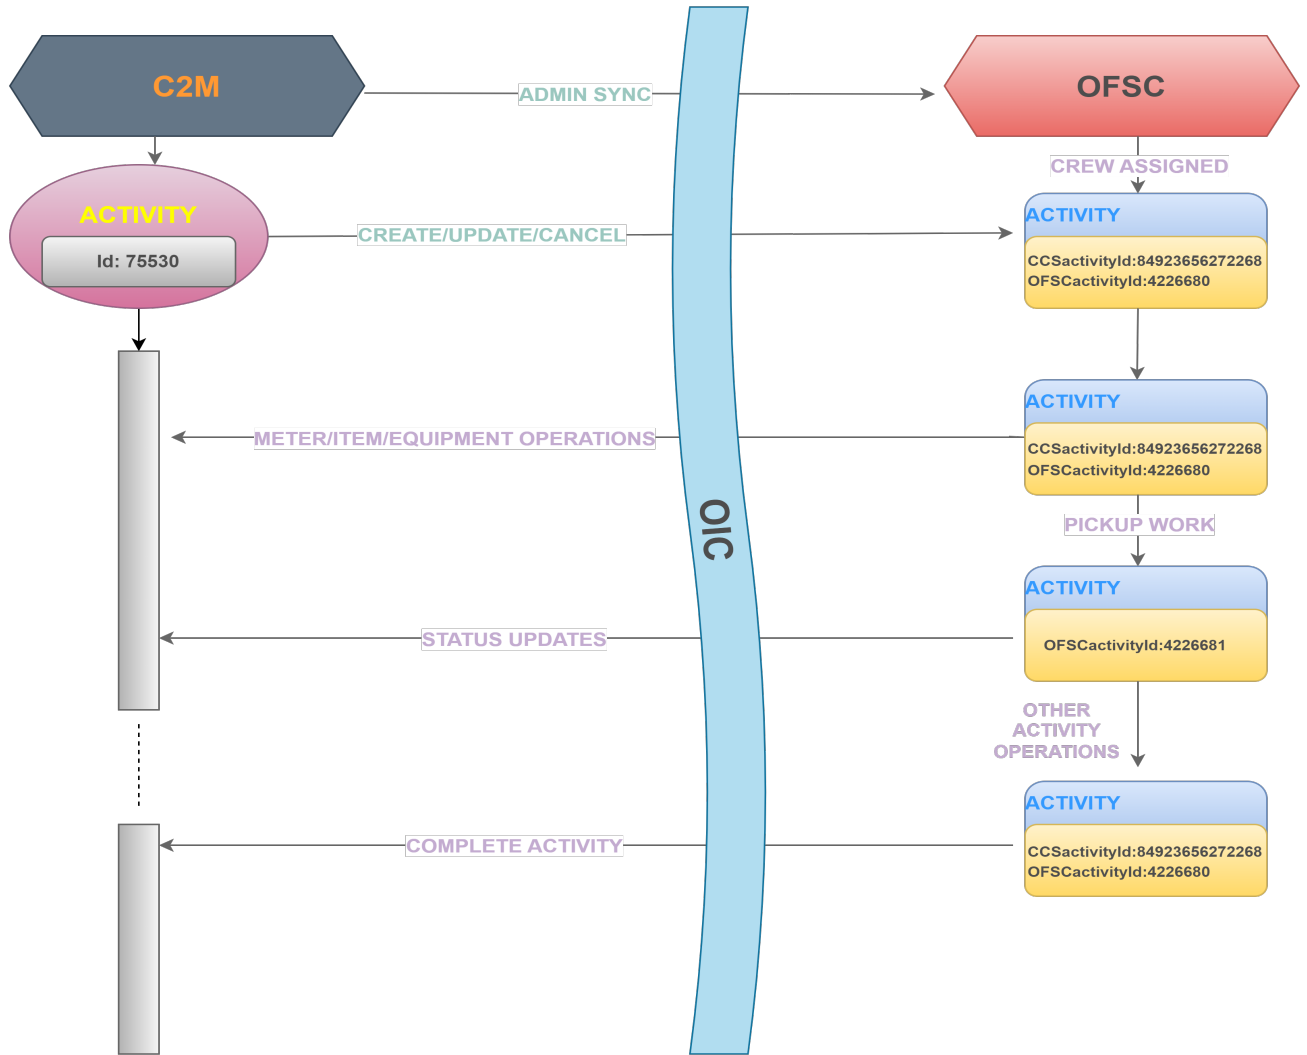 C2M
ADMIN SYNC
OFSC
CREW ASSIGNED
ACTIVITY
Id: 75530
CREATE/UPDATE/CANCEL
ACTIVITY
CCSactivityId:84923656272268
OFSCactivityId:4226680
METER/ITEM/EQUIPMENT OPERATIONS
ACTIVITY
CCSactivityId:84923656272268
OFSCactivityId:4226680
OIC
PICKUP WORK
STATUS UPDATES
ACTIVITY
OFSCactivityId:4226681
OTHER
ACTIVITY
OPERATIONS
COMPLETE ACTIVITY
ACTIVITY
CCSactivityId:84923656272268
OFSCactivityId:4226680